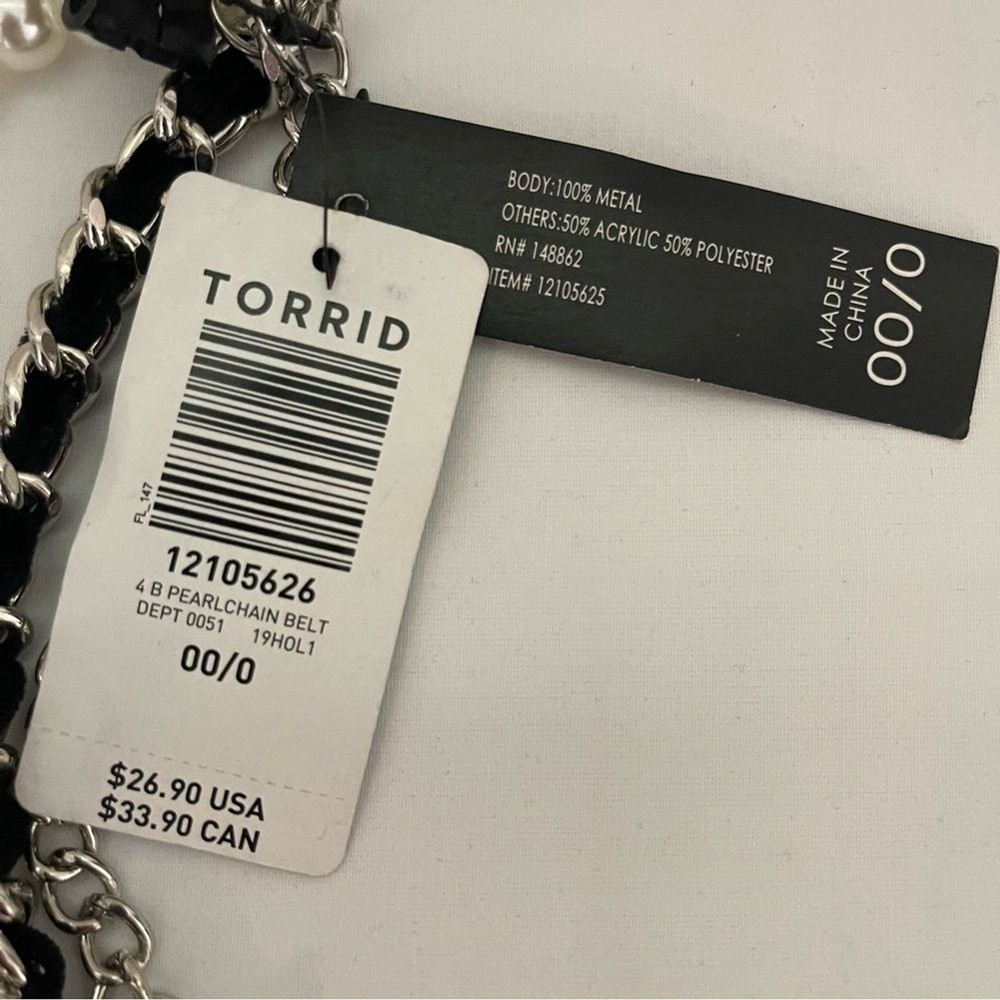 TORRID
FL_147
12105626
4 B PEARLCHAIN BELT
DEPT 0051 19HOL1
00/0
$26.90 USA
$33.90 CAN
BODY:100% METAL
OTHERS:50% ACRYLIC 50% POLYESTER
RN# 148862
ITEM# 12105625
MADE IN
CHINA
00/0